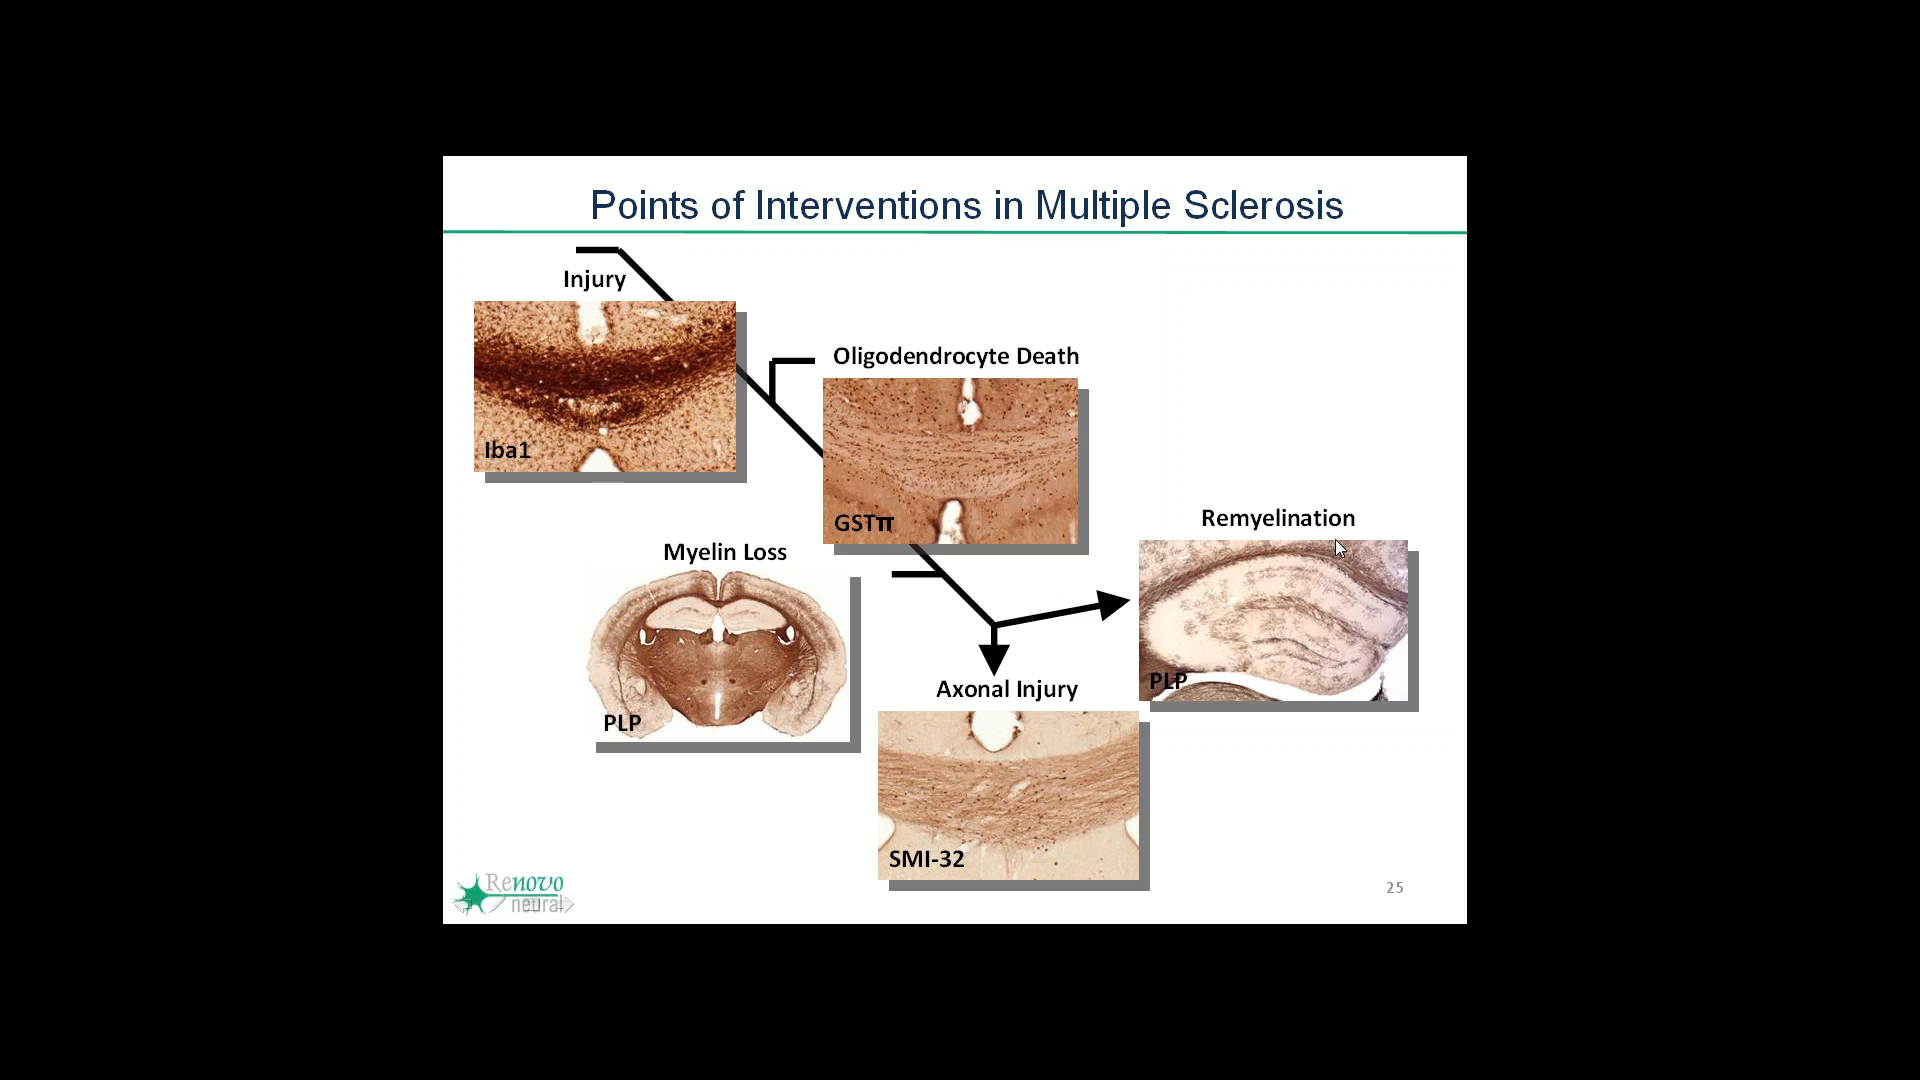 Points of Interventions in Multiple Sclerosis
Injury
Iba1
Oligodendrocyte Death
GSTπ
Myelin Loss
PLP
Remyelination
PLP
Axonal Injury
SMI-32
Renovo
neural
25